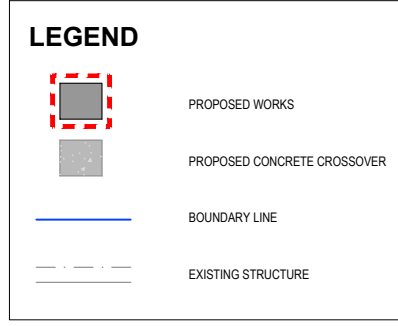 LEGEND
PROPOSED WORKS
PROPOSED CONCRETE CROSSOVER
BOUNDARY LINE
EXISTING STRUCTURE